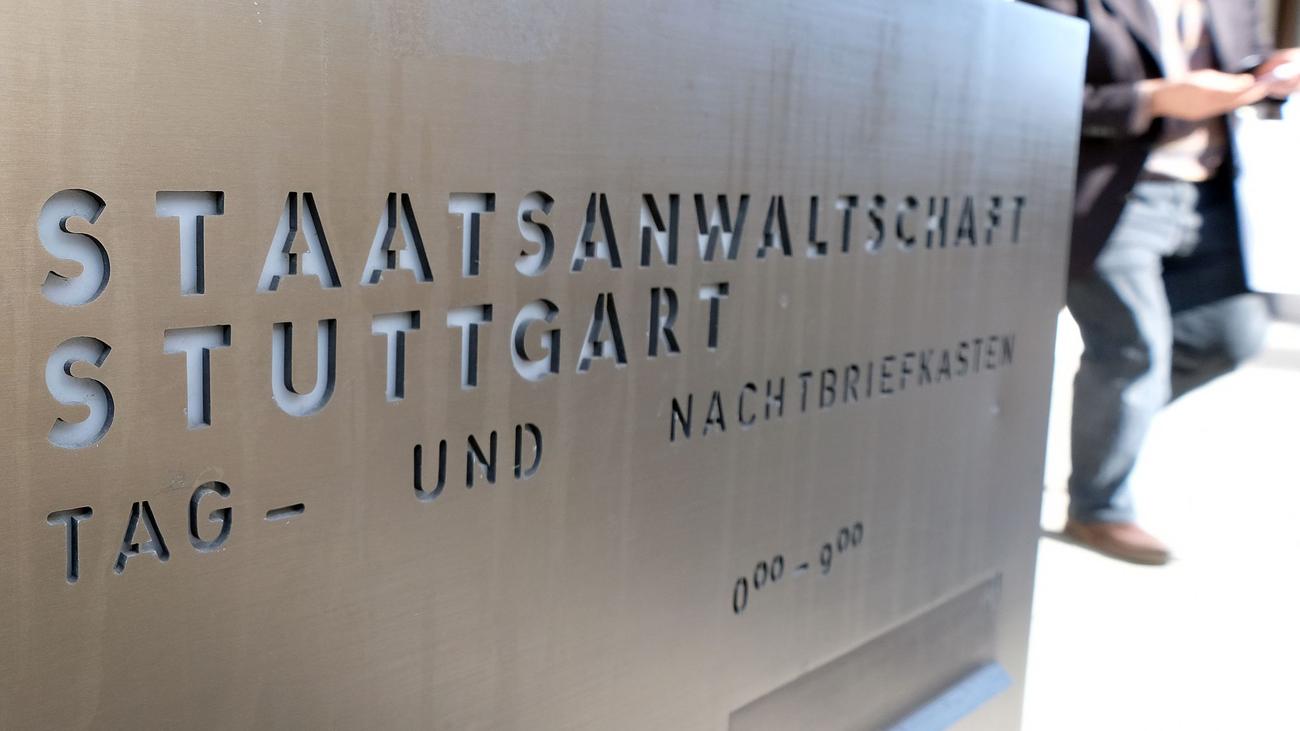 STAATSANWALTSCHAFT
STUTTGART
TAG- UND NACHTBRIEFKASTEN
0⁰⁰ – 9⁰⁰